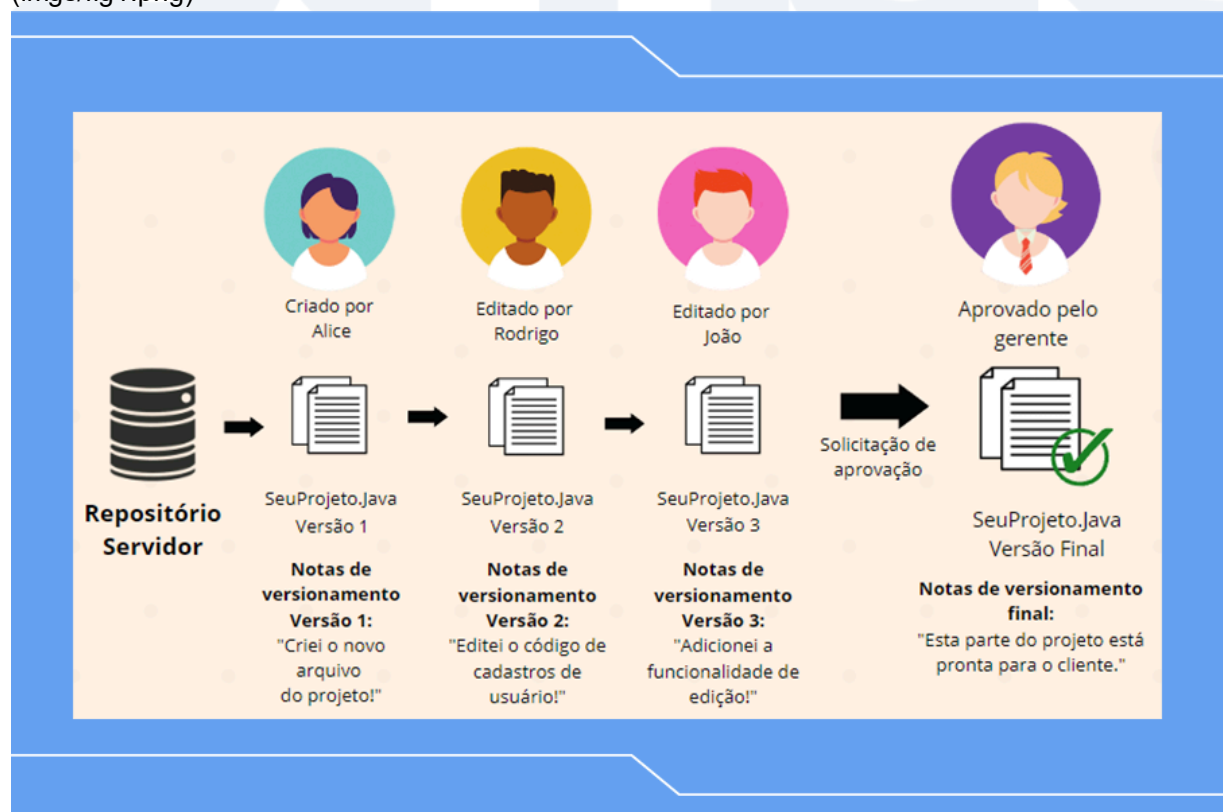 Criado por
Alice
Editado por
Rodrigo
Editado por
João
Aprovado pelo
gerente
Solicitação de
aprovação
Repositório
Servidor
SeuProjeto.Java
Versão 1
Notas de
versionamento
Versão 1:
"Criei o novo
arquivo
do projeto!"
SeuProjeto.Java
Versão 2
Notas de
versionamento
Versão 2:
"Editei o código de
cadastros de
usuário!"
SeuProjeto.Java
Versão 3
Notas de
versionamento
Versão 3:
"Adicionei a
funcionalidade de
edição!"
SeuProjeto.Java
Versão Final
Notas de versionamento
final:
"Esta parte do projeto está
pronta para o cliente."